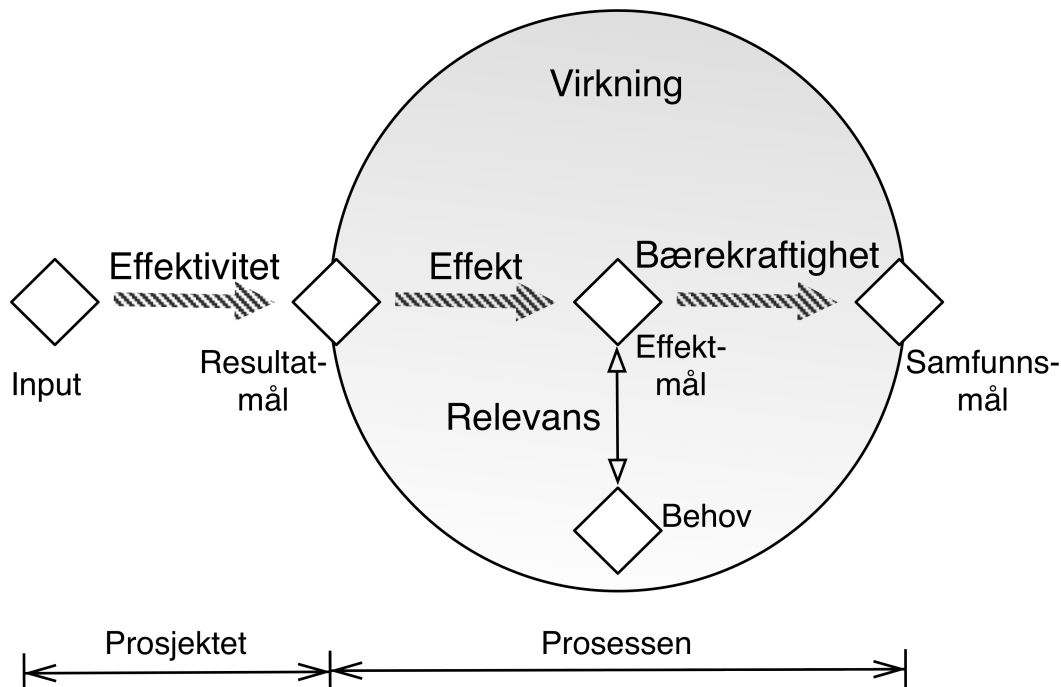 Virkning
Effektivitet
Effekt
Bærekraftighet
Input
Resultat-
mål
Effekt-
mål
Samfunns-
mål
Relevans
Behov
Prosjektet
Prosessen